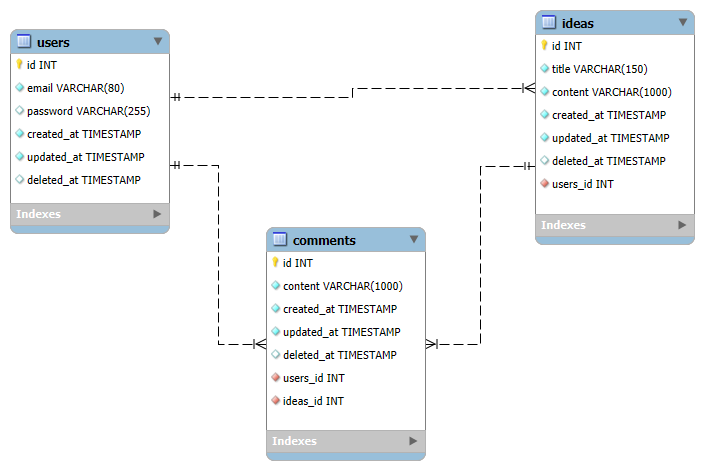 users
id INT
email VARCHAR(80)
password VARCHAR(255)
created_at TIMESTAMP
updated_at TIMESTAMP
deleted_at TIMESTAMP
Indexes
ideas
id INT
title VARCHAR(150)
content VARCHAR(1000)
created_at TIMESTAMP
updated_at TIMESTAMP
deleted_at TIMESTAMP
users_id INT
Indexes
comments
id INT
content VARCHAR(1000)
created_at TIMESTAMP
updated_at TIMESTAMP
deleted_at TIMESTAMP
users_id INT
ideas_id INT
Indexes